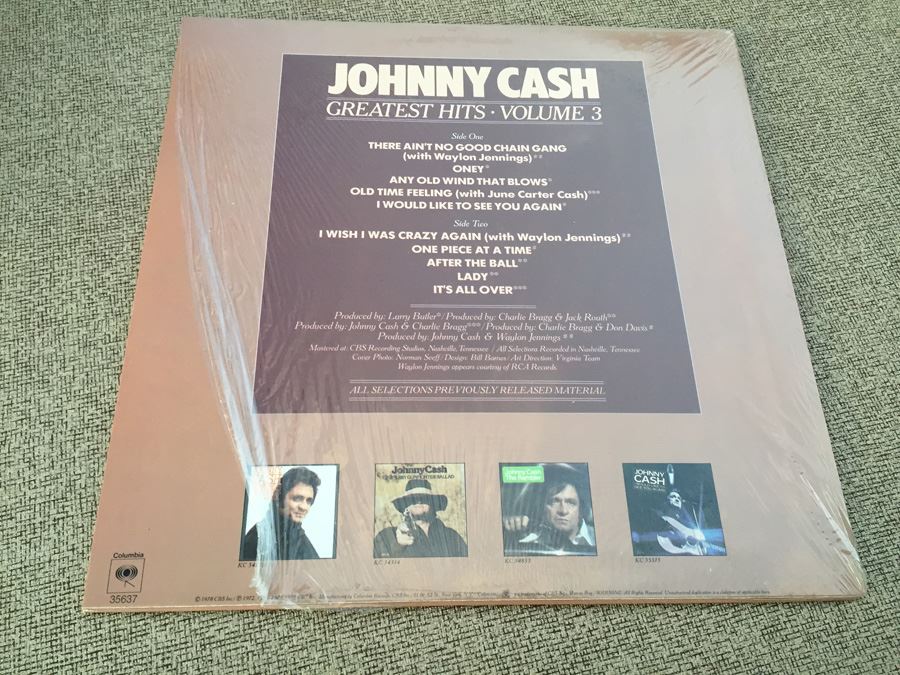 JOHNNY CASH
GREATEST HITS • VOLUME 3
Side One
THERE AIN'T NO GOOD CHAIN GANG
(with Waylon Jennings)**
ONEY*
ANY OLD WIND THAT BLOWS*
OLD TIME FEELING (with June Carter Cash)***
I WOULD LIKE TO SEE YOU AGAIN*
Side Two
I WISH I WAS CRAZY AGAIN (with Waylon Jennings)**
ONE PIECE AT A TIME*
AFTER THE BALL**
LADY**
IT'S ALL OVER***
Produced by: Larry Butler*/Produced by: Charlie Bragg & Jack Routh**
Produced by: Johnny Cash & Charlie Bragg***/Produced by: Charlie Bragg & Don Davis #
Produced by: Johnny Cash & Waylon Jennings # #
Mastered at: CBS Recording Studios, Nashville, Tennessee / All Selections Recorded in Nashville, Tennessee
Cover Photo: Norman Seeff/Design: Bill Barnes/Art Direction: Virginia Team
Waylon Jennings appears courtesy of RCA Records.
ALL SELECTIONS PREVIOUSLY RELEASED MATERIAL
Johnny Cash
Johnny Cash
The Rambler
JOHNNY
CASH
SEE YOU AGAIN
KC 34314
KC 34833
KC 35313
Columbia
35637
© 1978 CBS Inc.